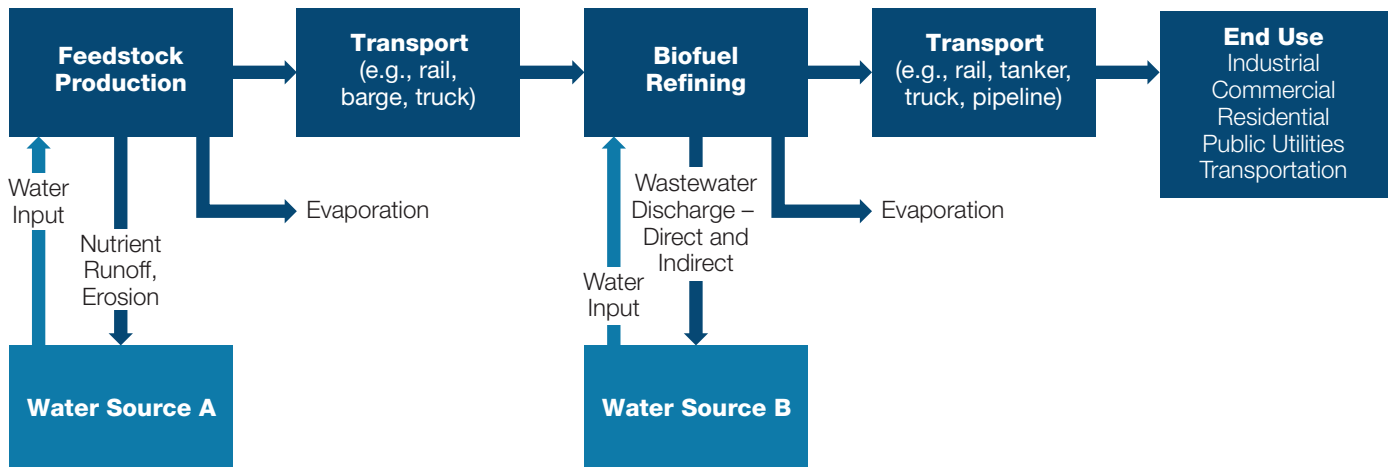 Feedstock
Production
Transport
(e.g., rail,
barge, truck)
Biofuel
Refining
Transport
(e.g., rail, tanker,
truck, pipeline)
End Use
Industrial
Commercial
Residential
Public Utilities
Transportation
Water
Input
Nutrient
Runoff,
Erosion
Evaporation
Water
Input
Wastewater
Discharge –
Direct and
Indirect
Evaporation
Water Source A
Water Source B